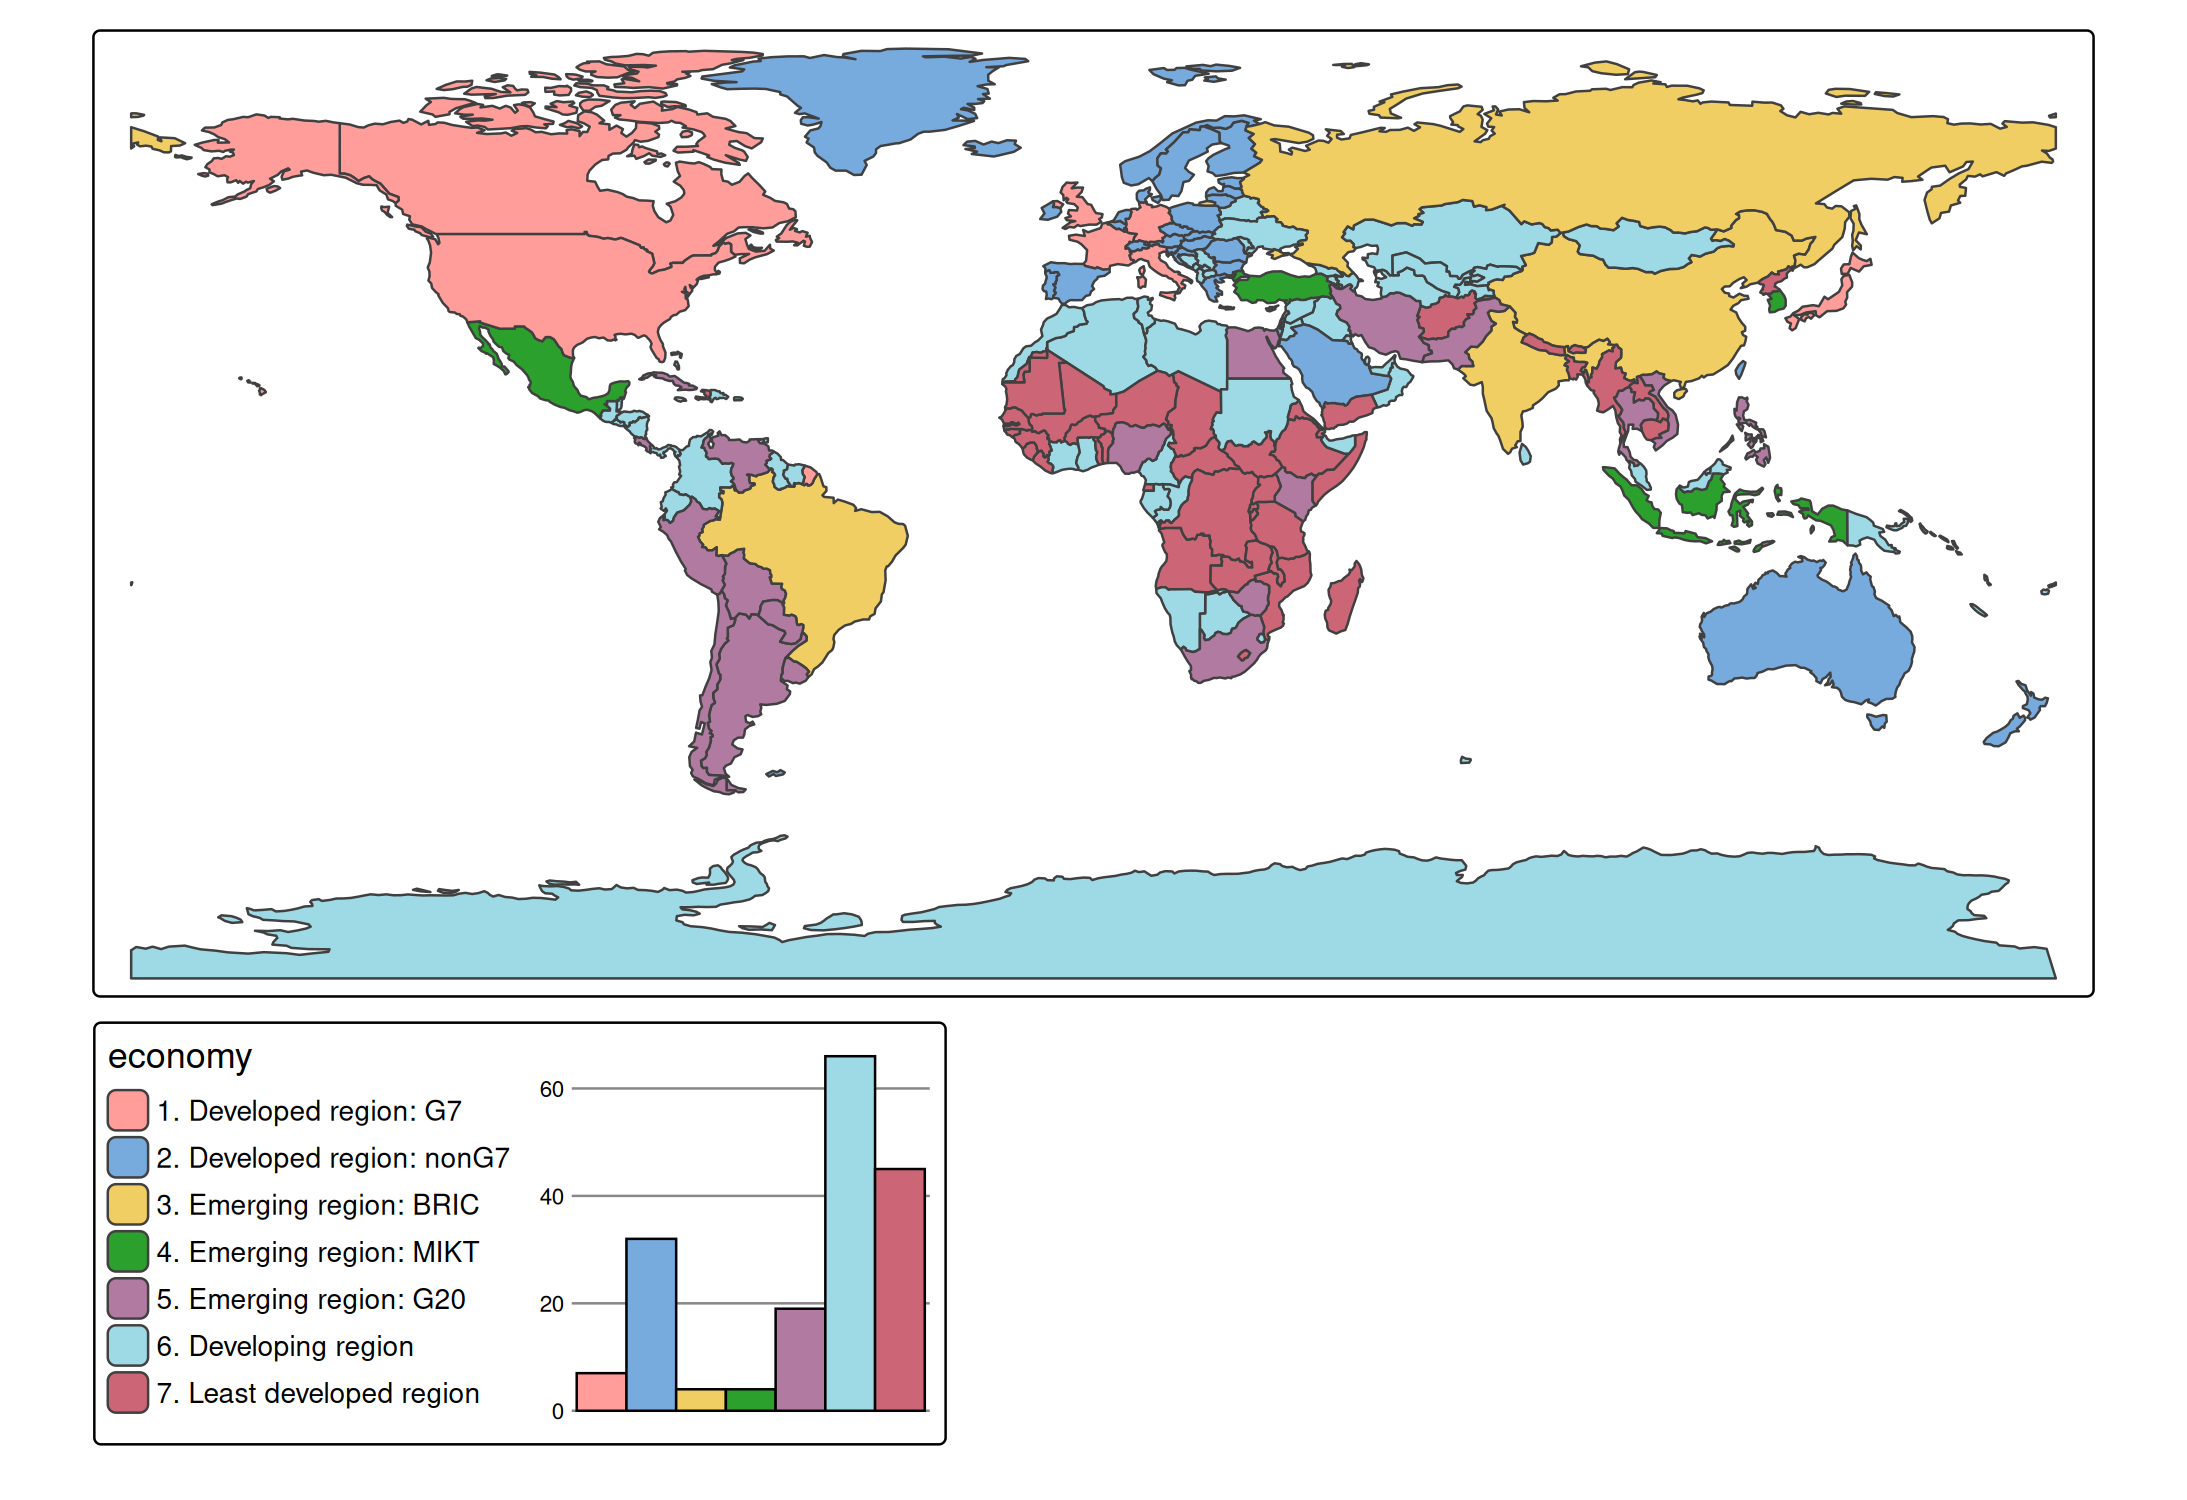 economy
1. Developed region: G7
2. Developed region: nonG7
3. Emerging region: BRIC
4. Emerging region: MIKT
5. Emerging region: G20
6. Developing region
7. Least developed region
60
40
20
0